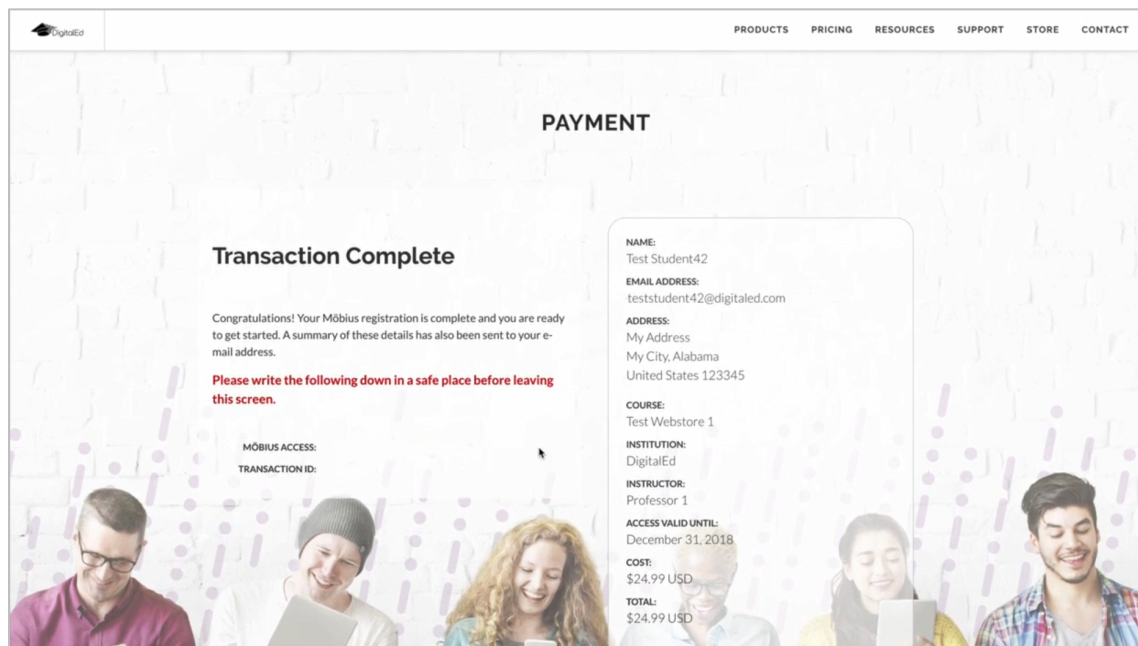 DigitalEd
PRODUCTS PRICING RESOURCES SUPPORT STORE CONTACT
PAYMENT
Transaction Complete
Congratulations! Your Möbius registration is complete and you are ready
to get started. A summary of these details has also been sent to your e-
mail address.
Please write the following down in a safe place before leaving
this screen.
MÖBIUS ACCESS:
TRANSACTION ID:
NAME:
Test Student42
EMAIL ADDRESS:
teststudent42@digitaled.com
ADDRESS:
My Address
My City, Alabama
United States 123345
COURSE:
Test Webstore 1
INSTITUTION:
DigitalEd
INSTRUCTOR:
Professor 1
ACCESS VALID UNTIL:
December 31, 2018
COST:
$24.99 USD
TOTAL:
$24.99 USD